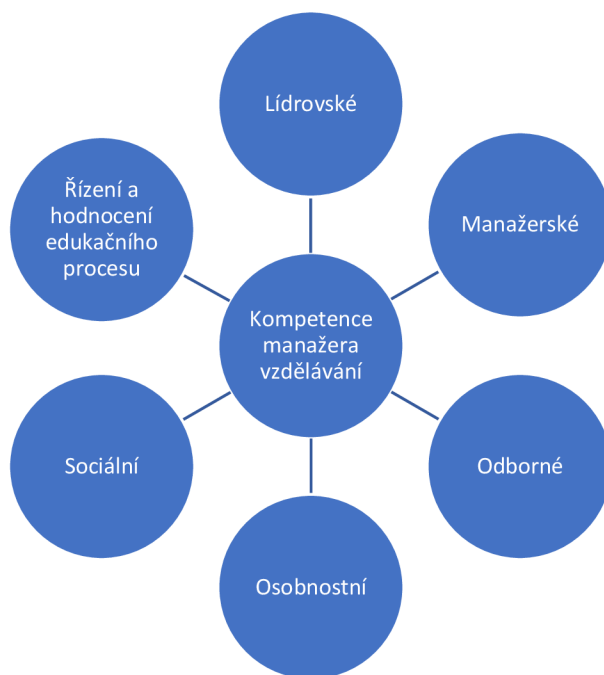 Lídrovské
Řízení a
hodnocení
edukačního
procesu
Manažerské
Kompetence
manažera
vzdělávání
Sociální
Odborné
Osobnostní